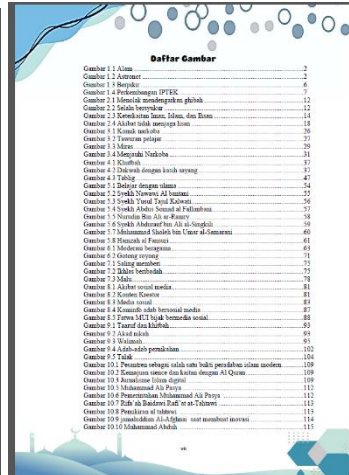 Daftar Gambar
Gambar 1.1 Alam 2
Gambar 1.2 Astronot 2
Gambar 1.3 Berpikir 6
Gambar 1.4 Perkembangan IPTEK 7
Gambar 2.1 Menolak mendengarkan ghibah 12
Gambar 2.2 Selalu bersyukur 12
Gambar 2.3 Keterkaitan Iman, Islam, dan Ihsan 14
Gambar 2.4 Akibat tidak menjaga lisan 18
Gambar 3.1 Komik narkoba 26
Gambar 3.2 Tawuran pelajar 27
Gambar 3.3 Miras 29
Gambar 3.4 Menjauhi Narkoba 31
Gambar 4.1 Khutbah 37
Gambar 4.2 Dakwah dengan kasih sayang 37
Gambar 4.3 Tablig 47
Gambar 5.1 Belajar dengan ulama 54
Gambar 5.2 Syekh Nawawi Al bantani 55
Gambar 5.3 Syekh Yusuf Tajul Kalwati 56
Gambar 5.4 Syekh Abdus Somad al Fallimbani 57
Gambar 5.5 Nurudin Bin Ali ar-Raniry 58
Gambar 5.6 Syekh Abdurauf bin Ali al-Singkili 59
Gambar 5.7 Muhammad Sholeh bin Umar al-Samarani 60
Gambar 5.8 Hamzah al Fansuri 61
Gambar 6.1 Moderasi beragama 63
Gambar 6.2 Gotong royong 71
Gambar 7.1 Saling memberi 75
Gambar 7.2 Ikhlas beribadah 75
Gambar 7.3 Malu 78
Gambar 8.1 Akibat sosial media 81
Gambar 8.2 Konten Kreator 81
Gambar 8.3 Media sosial 83
Gambar 8.4 Kominfo adab bersosial media 87
Gambar 8.5 Fatwa MUI bijak bermedia sosial 88
Gambar 9.1 Taaruf dan khitbah 93
Gambar 9.2 Akad nikah 93
Gambar 9.3 Walimah 95
Gambar 9.4 Adab-adab pernikahan 102
Gambar 9.5 Talak 104
Gambar 10.1 Pesantren sebagai salah satu bukti peradaban islam modern 109
Gambar 10.2 Kemajuan sience dan kaitan dengan Al Quran 109
Gambar 10.3 Jurnalisme Islam digital 109
Gambar 10.5 Muhammad Ali Pasya 112
Gambar 10.6 Pemerintahan Muhammad Ali Pasya 112
Gambar 10.7 Rifa'ah Baidawi Rafi'at at-Tahtawi 113
Gambar 10.8 Pemikiran al tahtawi 113
Gambar 10.9 jamaluddian Al-Afghani saat membuat inovasi 114
Gambar 10.10 Muhammad Abduh 115